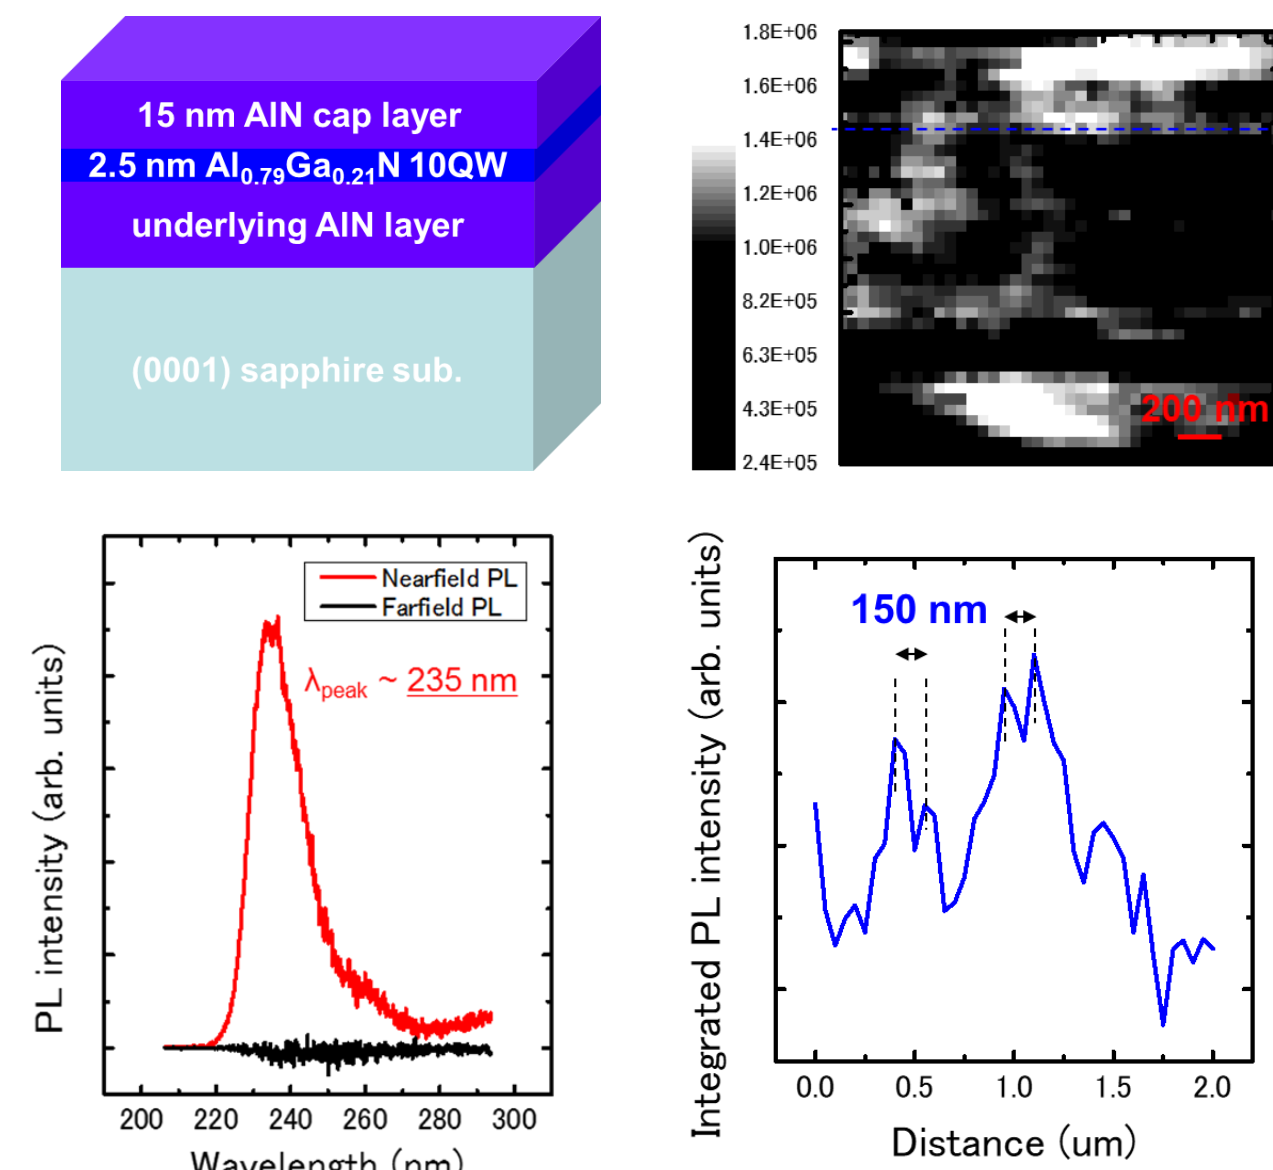 15 nm AlN cap layer
2.5 nm Al0.79Ga0.21N 10QW
underlying AlN layer
(0001) sapphire sub.
1.8E+06
1.6E+06
1.4E+06
1.2E+06
1.0E+06
8.2E+05
6.3E+05
4.3E+05
2.4E+05
200 nm
PL intensity (arb. units)
Nearfield PL
Farfield PL
λpeak ~ 235 nm
200 220 240 260 280 300
Wavelength (nm)
Integrated PL intensity (arb. units)
150 nm
0.0 0.5 1.0 1.5 2.0
Distance (um)